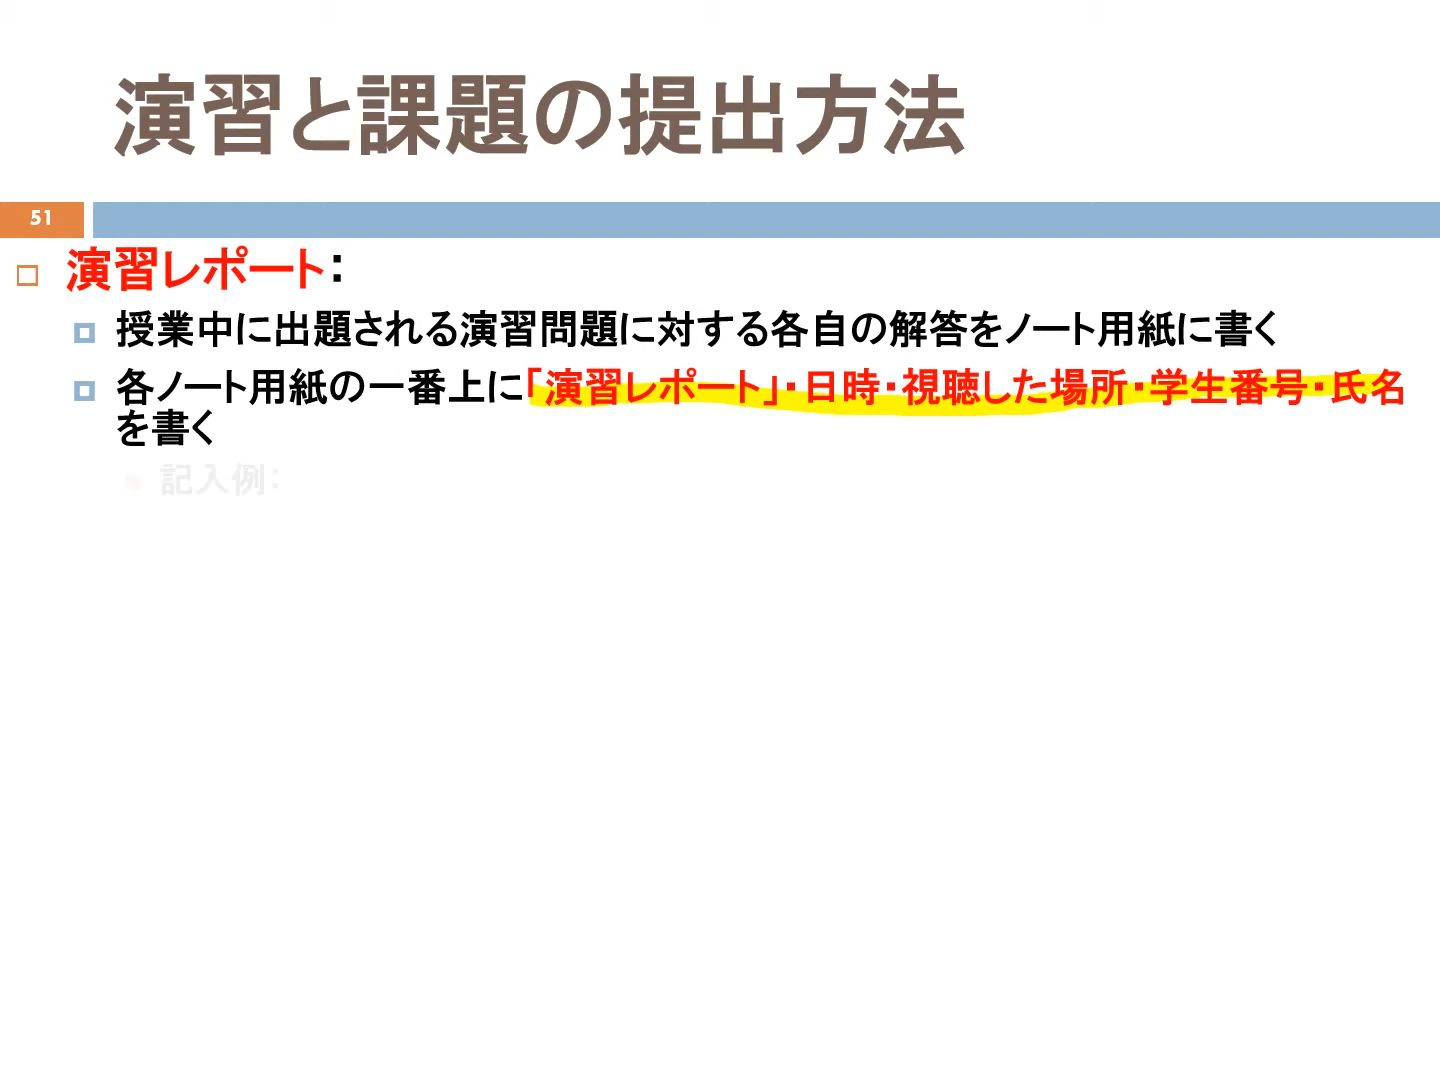 演習と課題の提出方法
51
演習レポート：
授業中に出題される演習問題に対する各自の解答をノート用紙に書く
各ノート用紙の一番上に「演習レポート」・日時・視聴した場所・学生番号・氏名
を書く
記入例：